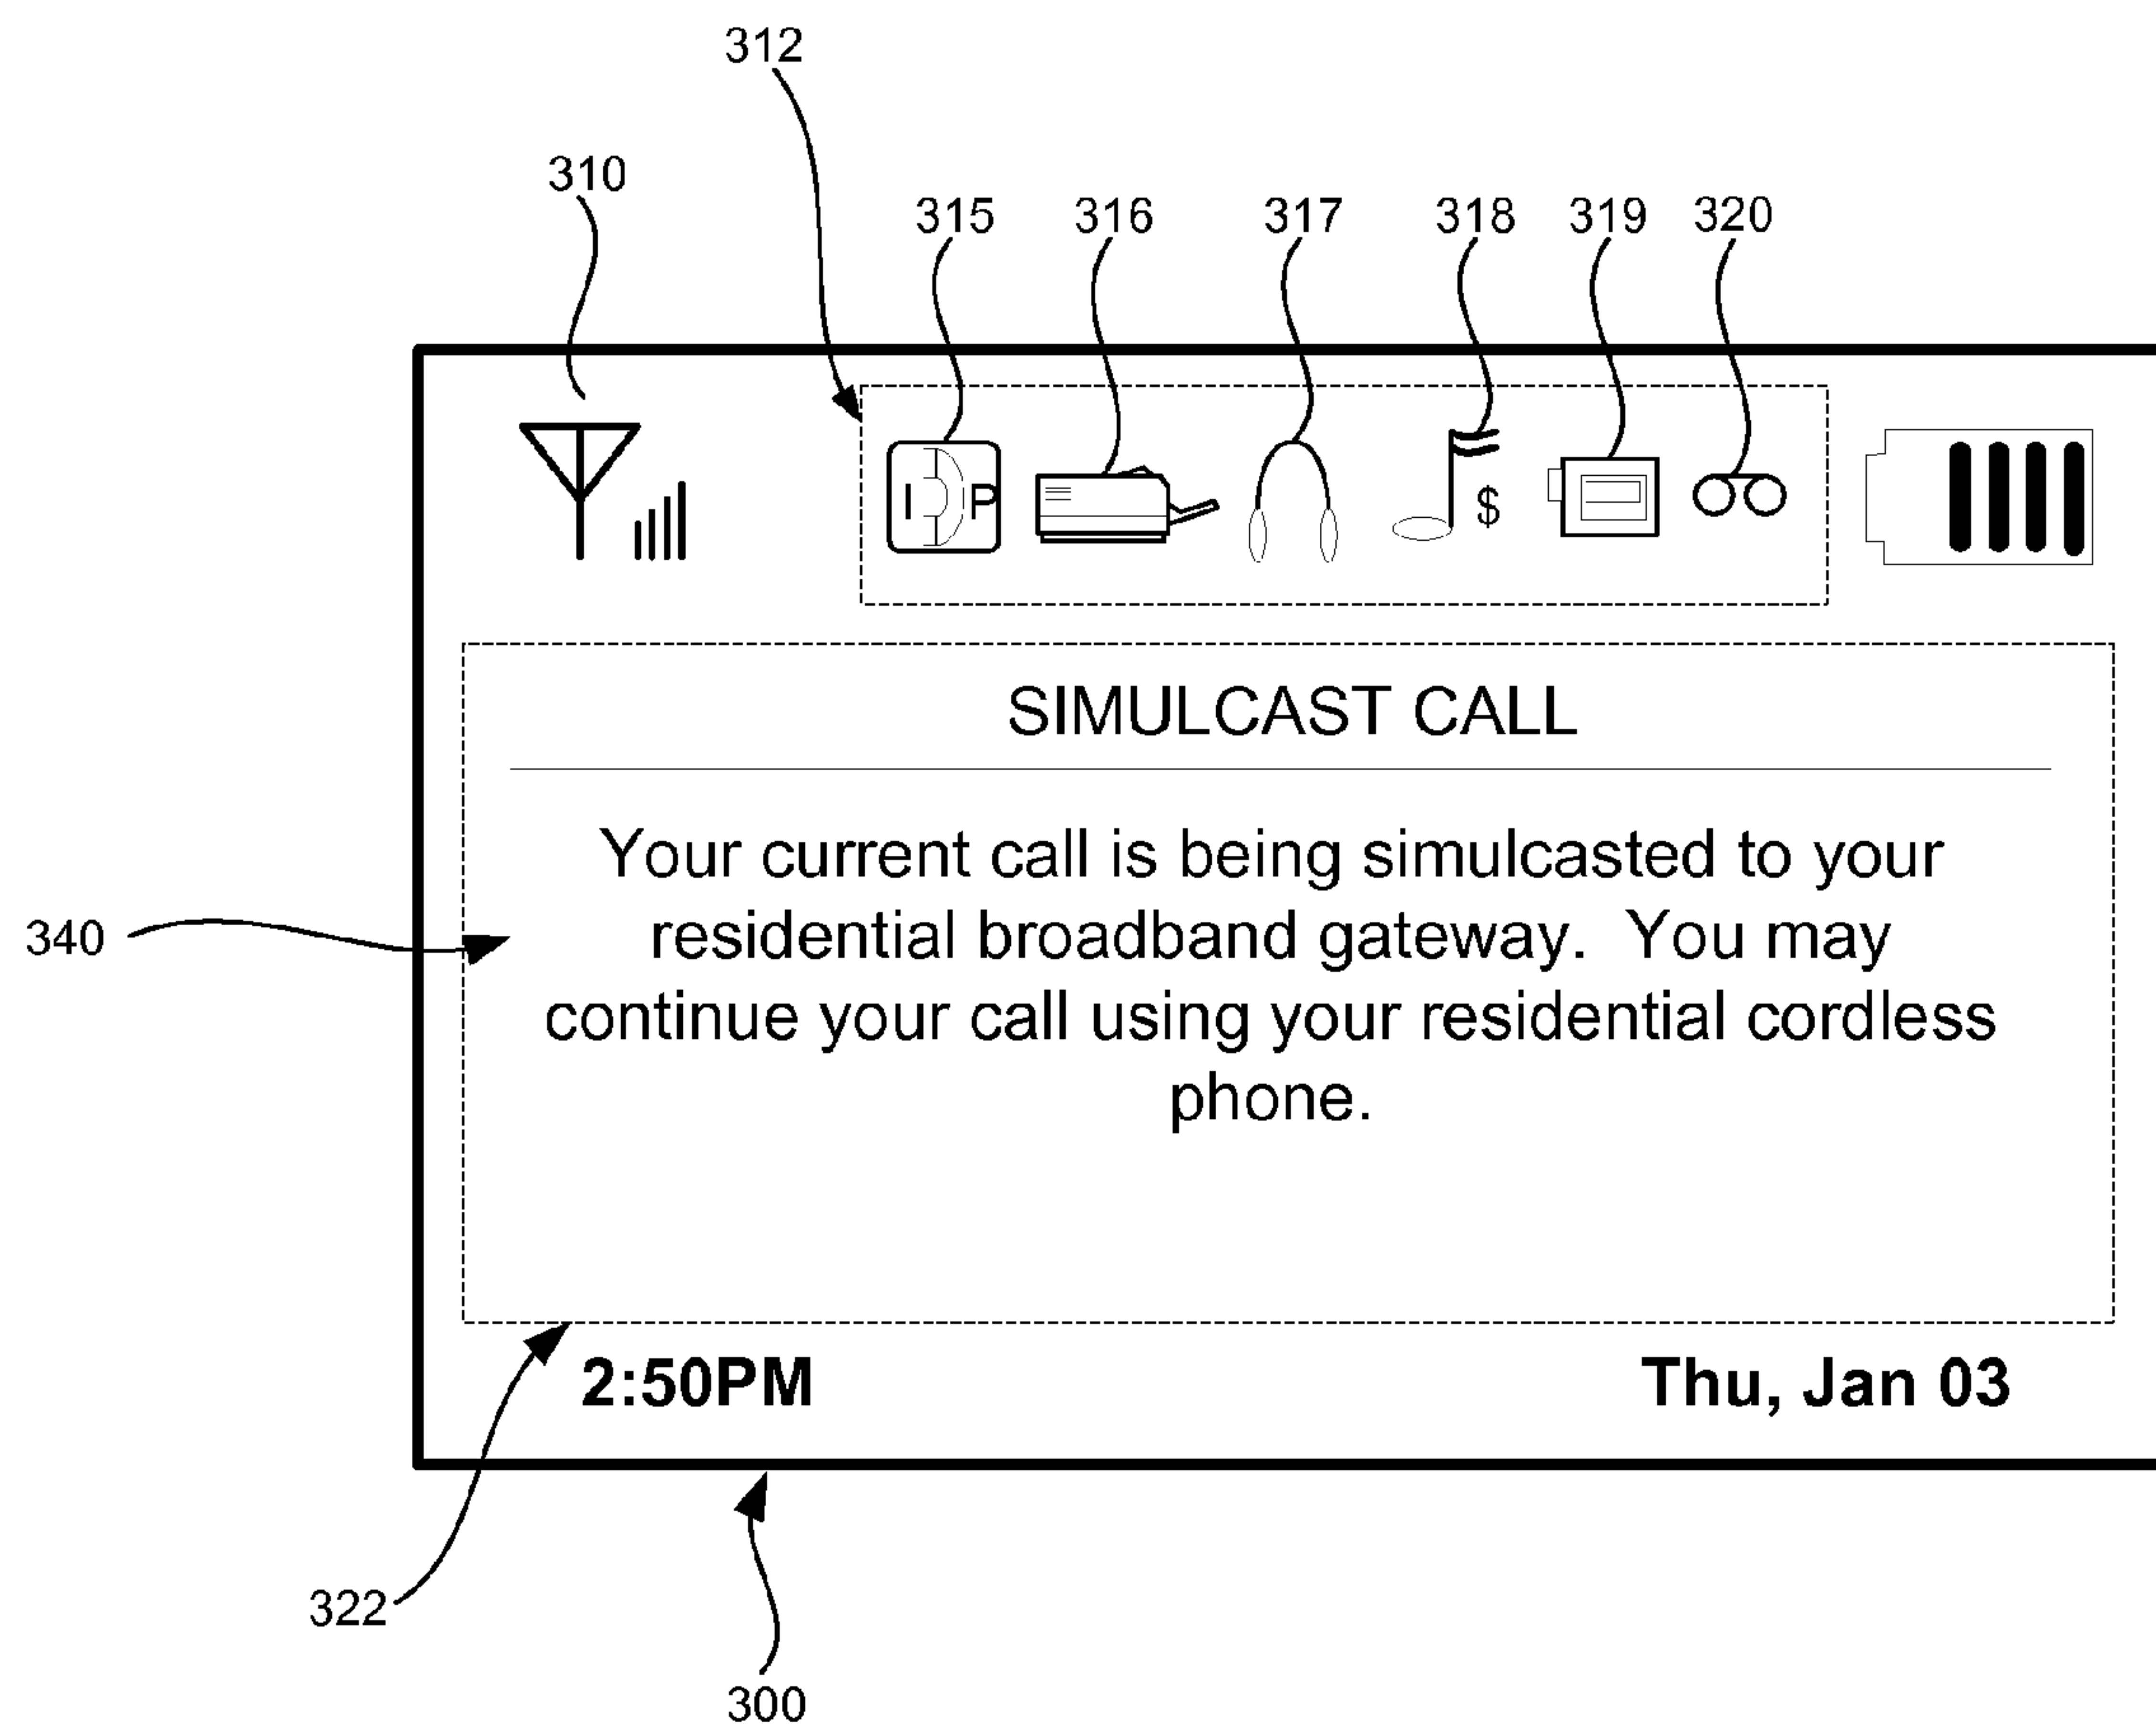 312
310
315 316 317 318 319 320
I P
$
SIMULCAST CALL
Your current call is being simulcasted to your
residential broadband gateway.  You may
340
continue your call using your residential cordless
phone.
2:50PM Thu, Jan 03
322
300